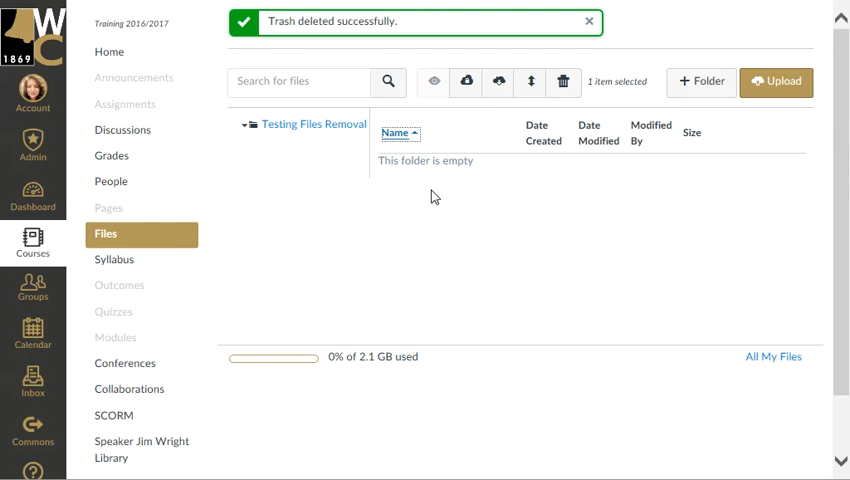 W
C
1869
Account
Admin
Dashboard
Courses
Groups
Calendar
Inbox
Commons
Training 2016/2017
Home
Announcements
Assignments
Discussions
Grades
People
Pages
Files
Syllabus
Outcomes
Quizzes
Modules
Conferences
Collaborations
SCORM
Speaker Jim Wright
Library
Trash deleted successfully.
Search for files
1 item selected
+ Folder
Upload
Testing Files Removal
Name
Date
Created
Date
Modified
Modified
By
Size
This folder is empty
0% of 2.1 GB used
All My Files